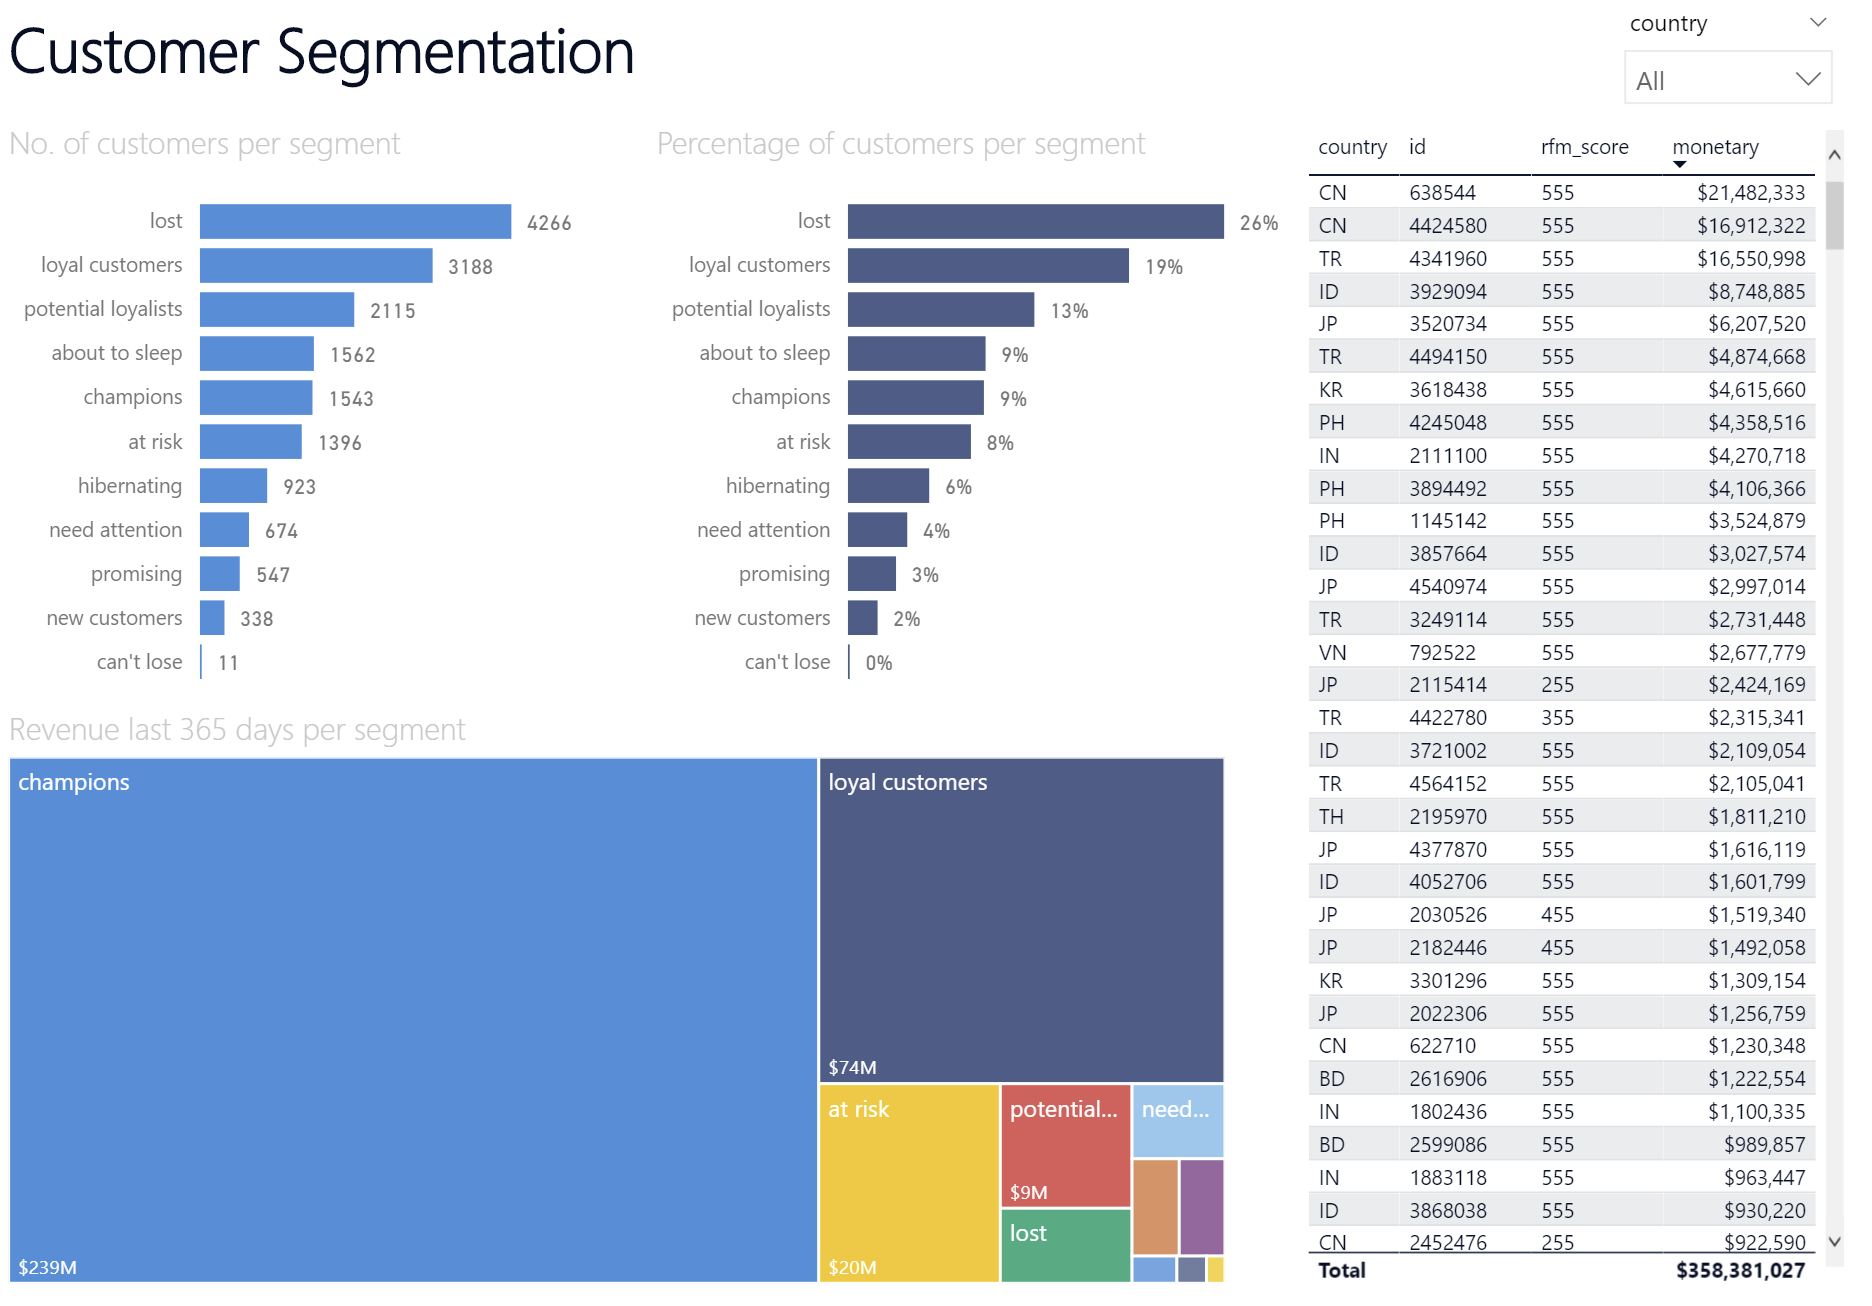 Customer Segmentation
country
All
No. of customers per segment
lost 4266
loyal customers 3188
potential loyalists 2115
about to sleep 1562
champions 1543
at risk 1396
hibernating 923
need attention 674
promising 547
new customers 338
can't lose 11
Percentage of customers per segment
lost 26%
loyal customers 19%
potential loyalists 13%
about to sleep 9%
champions 9%
at risk 8%
hibernating 6%
need attention 4%
promising 3%
new customers 2%
can't lose 0%
Revenue last 365 days per segment
champions
$239M
loyal customers
$74M
at risk
$20M
potential...
$9M
lost
need...
country id rfm_score monetary
CN 638544 555 $21,482,333
CN 4424580 555 $16,912,322
TR 4341960 555 $16,550,998
ID 3929094 555 $8,748,885
JP 3520734 555 $6,207,520
TR 4494150 555 $4,874,668
KR 3618438 555 $4,615,660
PH 4245048 555 $4,358,516
IN 2111100 555 $4,270,718
PH 3894492 555 $4,106,366
PH 1145142 555 $3,524,879
ID 3857664 555 $3,027,574
JP 4540974 555 $2,997,014
TR 3249114 555 $2,731,448
VN 792522 555 $2,677,779
JP 2115414 255 $2,424,169
TR 4422780 355 $2,315,341
ID 3721002 555 $2,109,054
TR 4564152 555 $2,105,041
TH 2195970 555 $1,811,210
JP 4377870 555 $1,616,119
ID 4052706 555 $1,601,799
JP 2030526 455 $1,519,340
JP 2182446 455 $1,492,058
KR 3301296 555 $1,309,154
JP 2022306 555 $1,256,759
CN 622710 555 $1,230,348
BD 2616906 555 $1,222,554
IN 1802436 555 $1,100,335
BD 2599086 555 $989,857
IN 1883118 555 $963,447
ID 3868038 555 $930,220
CN 2452476 255 $922,590
Total $358,381,027